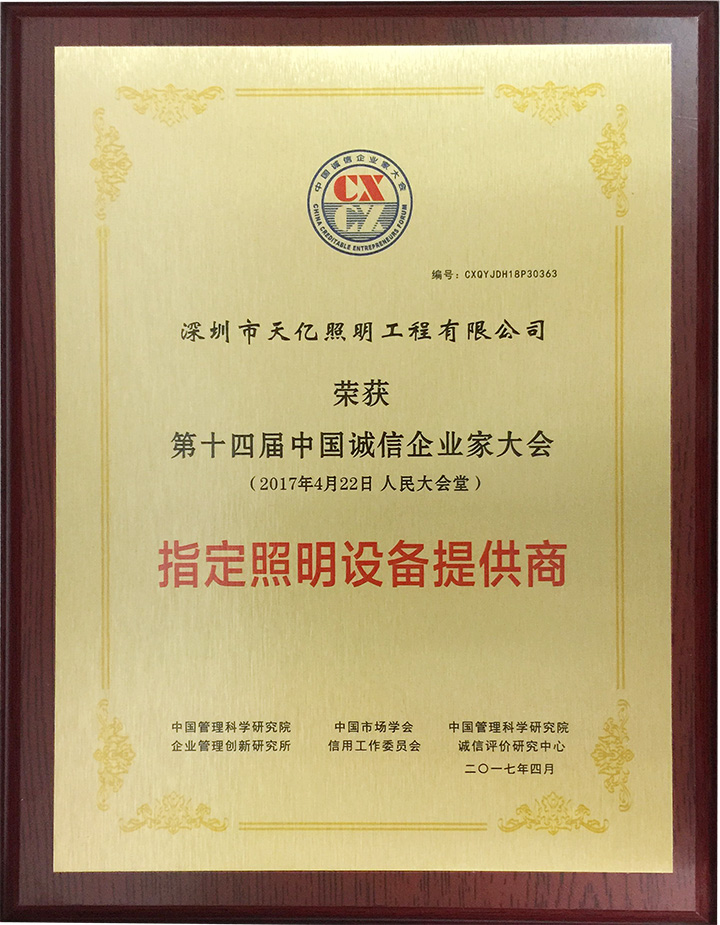 中国诚信企业家大会
CX
CZ
CHINA CREDITABLE ENTREPRENEURS FORUM
编号：CXQYJDH18P30363
深圳市天亿照明工程有限公司
荣获
第十四届中国诚信企业家大会
（2017年4月22日 人民大会堂）
指定照明设备提供商
中国管理科学研究院 中国市场学会 中国管理科学研究院
企业管理创新研究所 信用工作委员会 诚信评价研究中心
二〇一七年四月